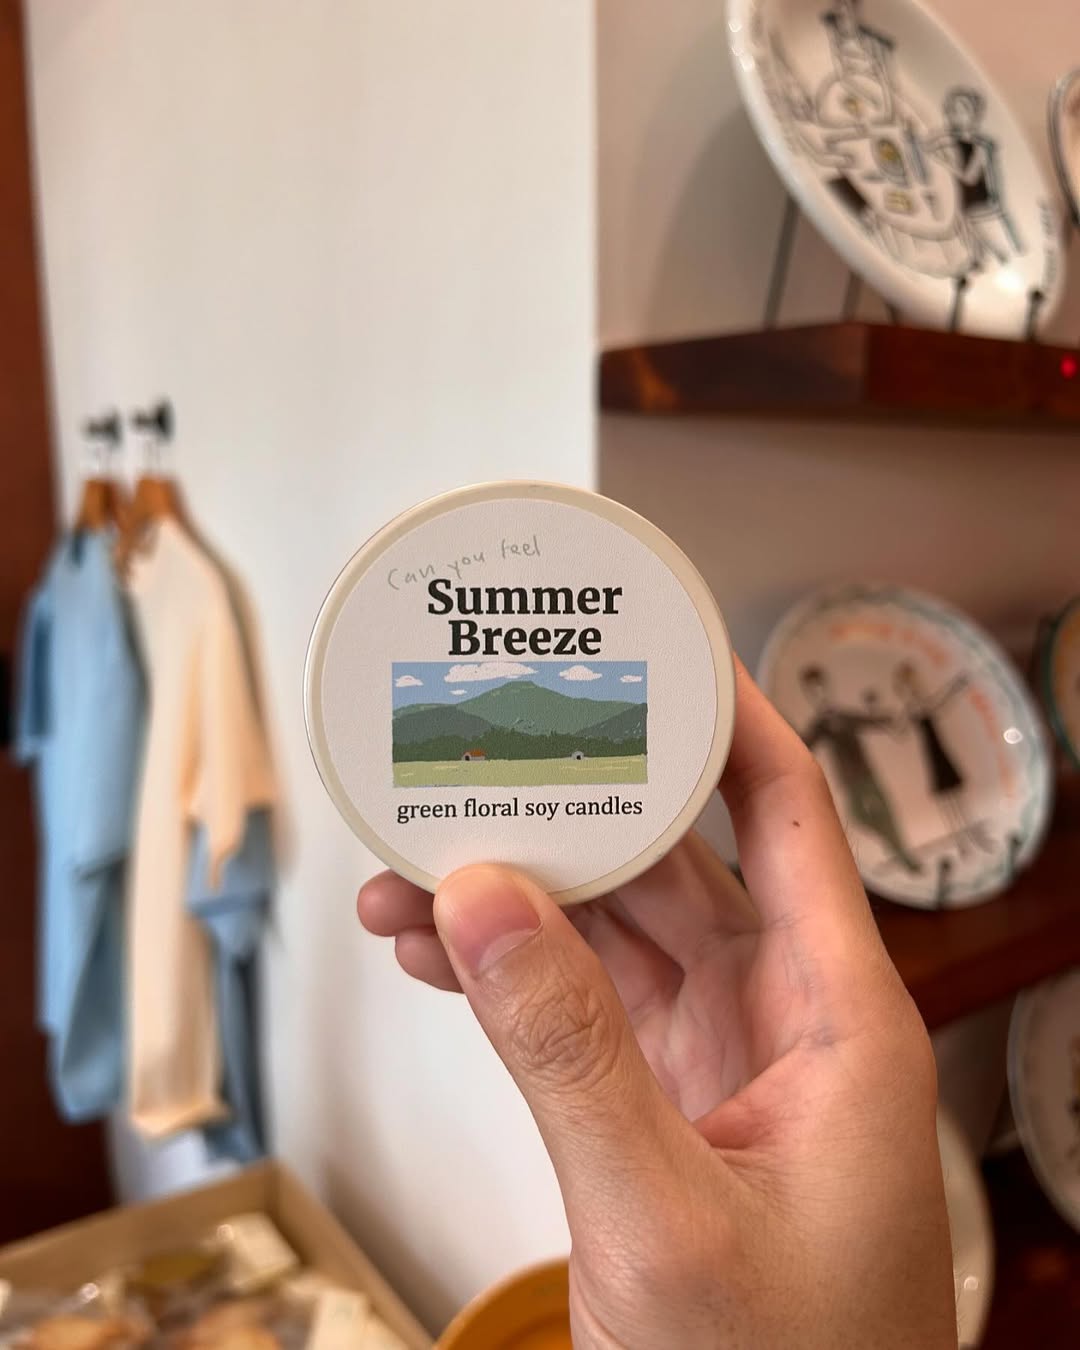 Can you feel
Summer
Breeze
green floral soy candles